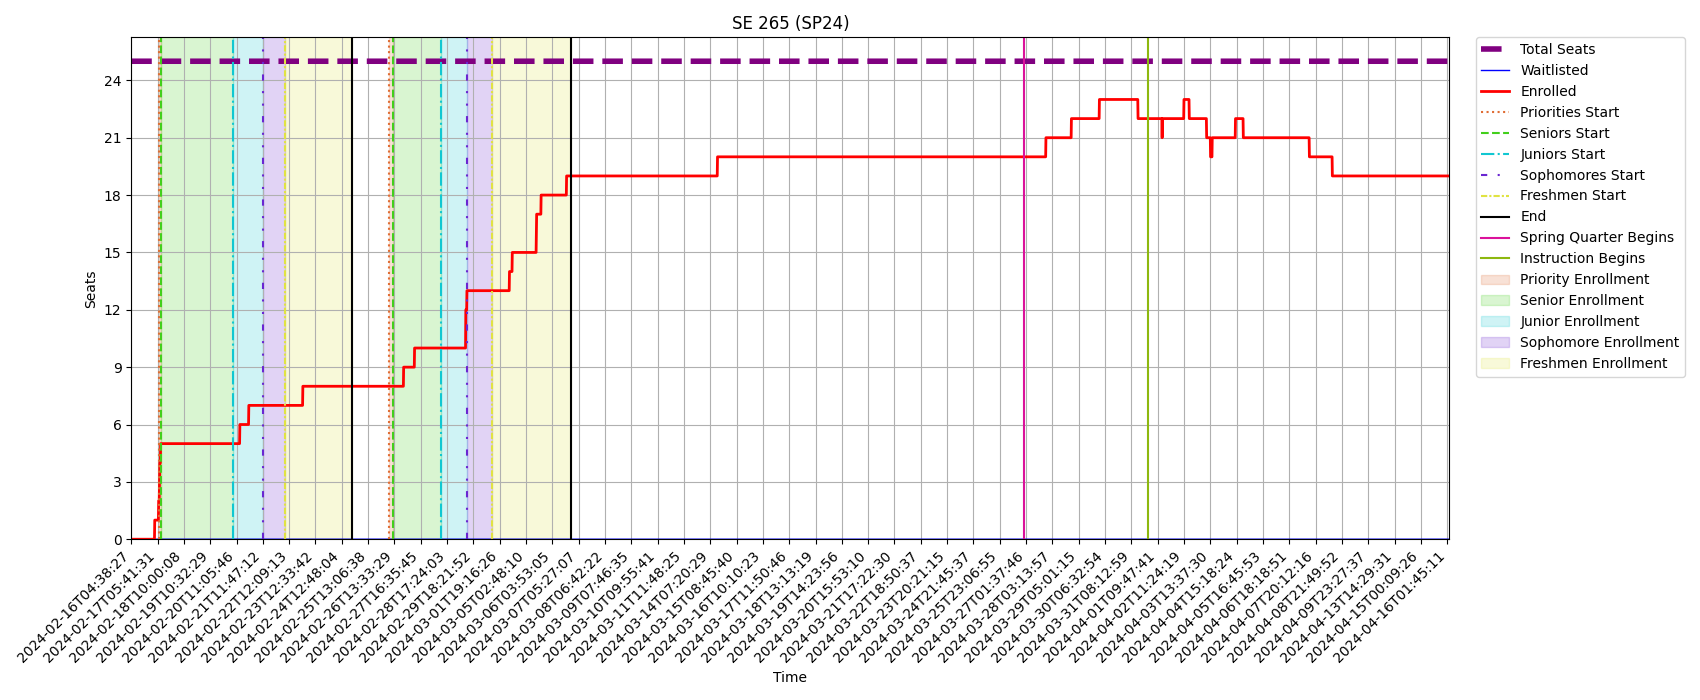 SE 265 (SP24)
Seats
24
21
18
15
12
9
6
3
0
2024-02-16T04:38:27
2024-02-17T05:41:31
2024-02-18T10:00:08
2024-02-19T10:32:29
2024-02-20T11:05:46
2024-02-21T11:47:12
2024-02-22T12:09:13
2024-02-23T12:33:42
2024-02-24T12:48:04
2024-02-25T13:06:38
2024-02-26T13:33:29
2024-02-27T16:35:45
2024-02-28T17:24:03
2024-02-29T18:21:52
2024-03-01T19:16:26
2024-03-05T02:48:10
2024-03-06T03:53:05
2024-03-07T05:27:07
2024-03-08T06:42:22
2024-03-09T07:46:35
2024-03-10T09:55:41
2024-03-11T11:48:25
2024-03-14T07:20:29
2024-03-15T08:45:40
2024-03-16T10:10:23
2024-03-17T11:50:46
2024-03-18T13:13:19
2024-03-19T14:23:56
2024-03-20T15:53:10
2024-03-21T17:22:30
2024-03-22T18:50:37
2024-03-23T20:21:15
2024-03-24T21:45:37
2024-03-25T23:06:55
2024-03-27T01:37:46
2024-03-28T03:13:57
2024-03-29T05:01:15
2024-03-30T06:32:54
2024-03-31T08:12:59
2024-04-01T09:47:41
2024-04-02T11:24:19
2024-04-03T13:37:30
2024-04-04T15:18:24
2024-04-05T16:45:53
2024-04-06T18:18:51
2024-04-07T20:12:16
2024-04-08T21:49:52
2024-04-09T23:27:37
2024-04-13T14:29:31
2024-04-15T00:09:26
2024-04-16T01:45:11
Time
Total Seats
Waitlisted
Enrolled
Priorities Start
Seniors Start
Juniors Start
Sophomores Start
Freshmen Start
End
Spring Quarter Begins
Instruction Begins
Priority Enrollment
Senior Enrollment
Junior Enrollment
Sophomore Enrollment
Freshmen Enrollment